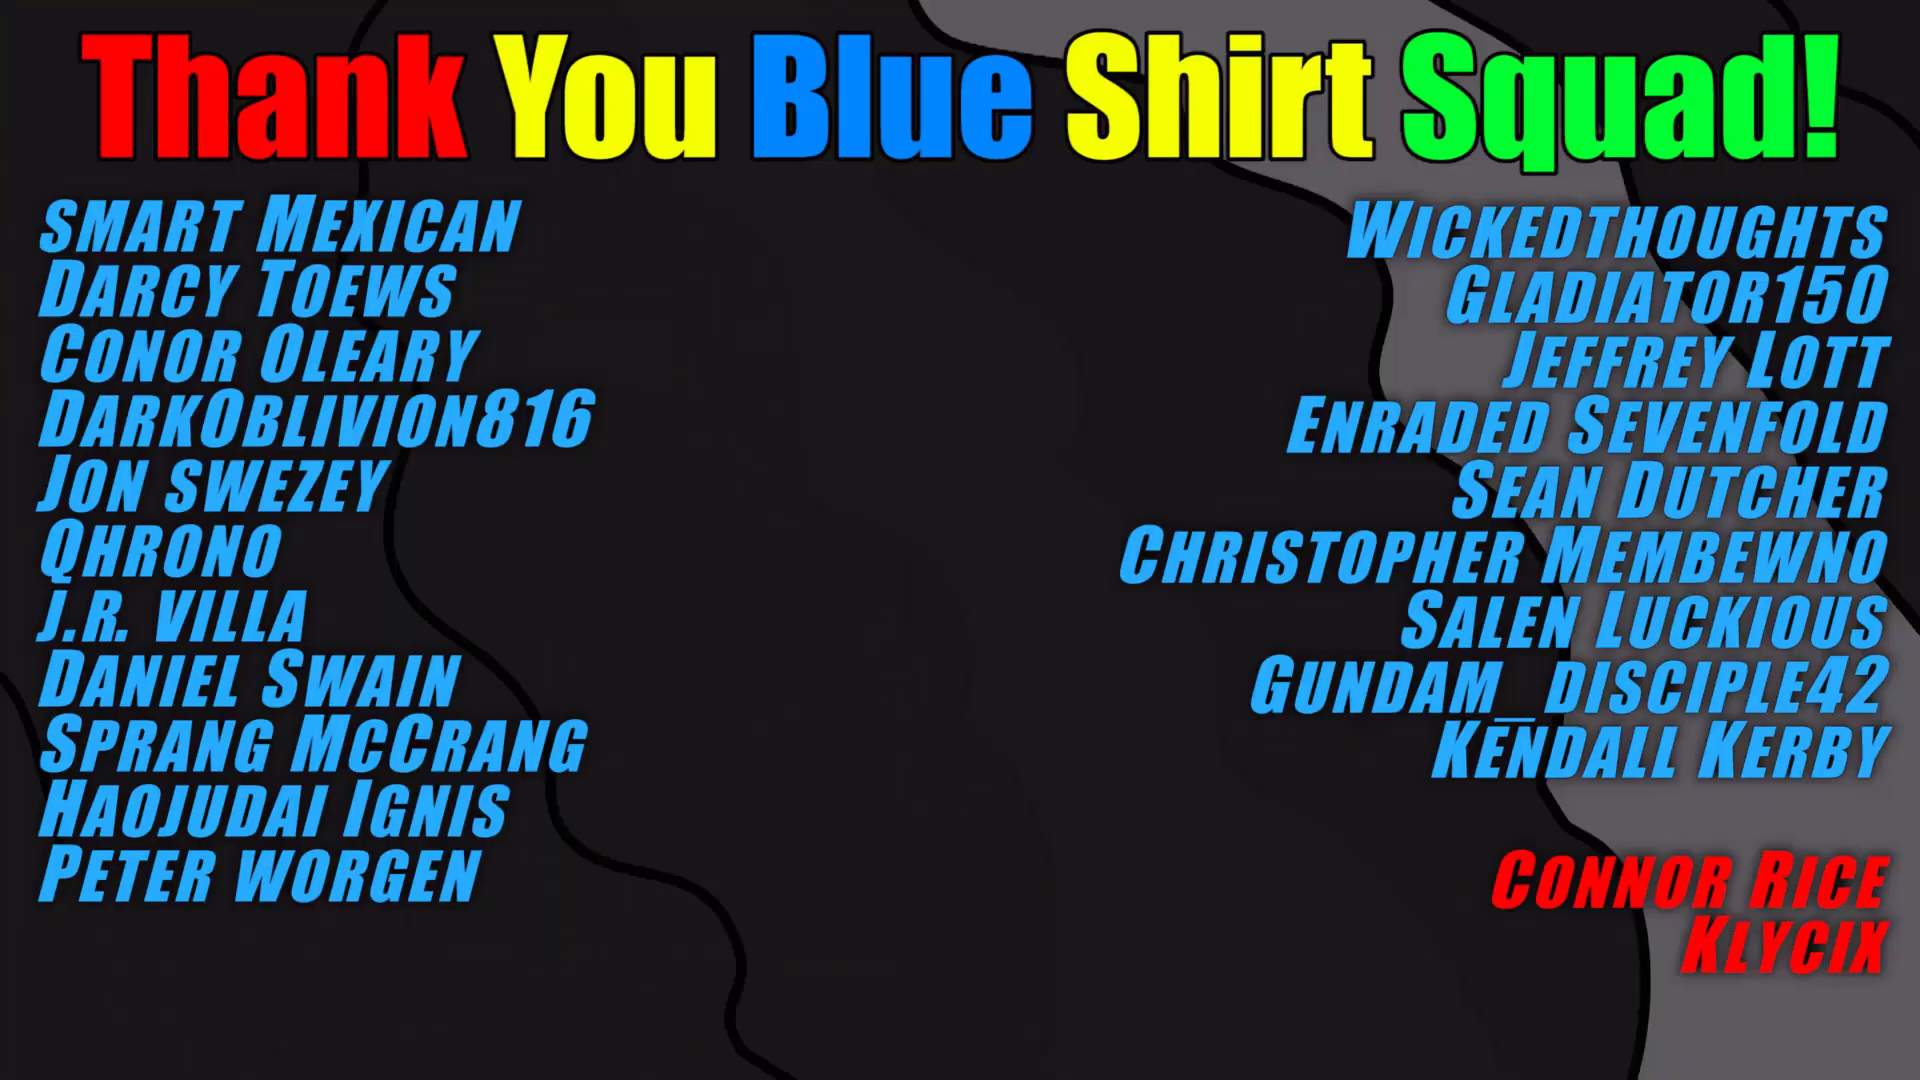 Thank You Blue Shirt Squad!
smart Mexican
Darcy Toews
Conor Oleary
DarkOblivion816
Jon swezey
Qhrono
J.R. villa
Daniel Swain
Sprang McCrang
Haojudai Ignis
Peter worgen
Wickedthoughts
Gladiator150
Jeffrey Lott
Enraded Sevenfold
Sean Dutcher
Christopher Membewno
Salen Luckious
Gundam_disciple42
Kendall Kerby
Connor Rice
Klycix